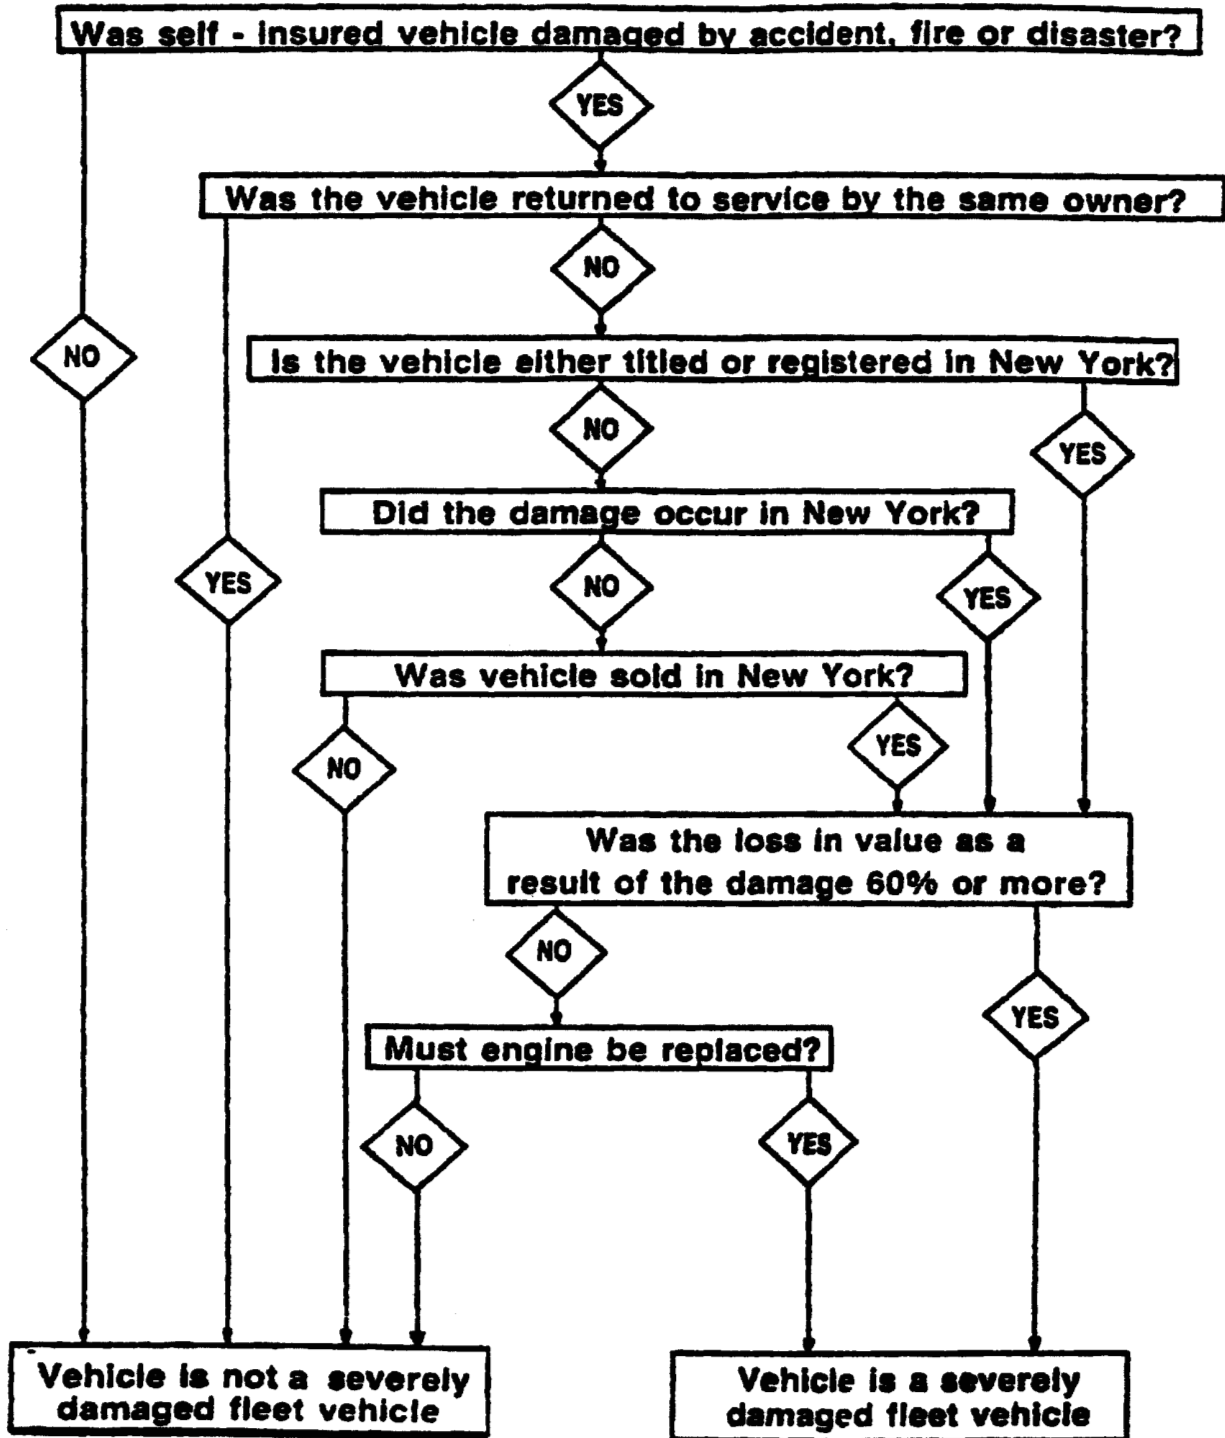 Was self - insured vehicle damaged by accident, fire or disaster?
YES
Was the vehicle returned to service by the same owner?
NO
NO
Is the vehicle either titled or registered in New York?
NO
YES
Did the damage occur in New York?
YES
NO
YES
Was vehicle sold in New York?
NO
YES
Was the loss in value as a
result of the damage 60% or more?
NO
YES
Must engine be replaced?
NO
YES
Vehicle is not a severely
damaged fleet vehicle
Vehicle is a severely
damaged fleet vehicle